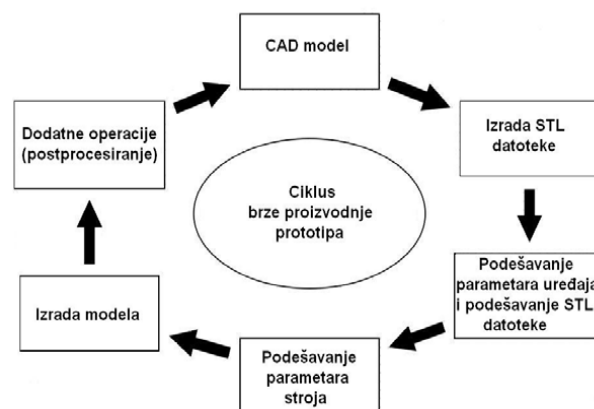 CAD model
Izrada STL
datoteke
Podešavanje
parametara uređaja
i podešavanje STL
datoteke
Podešavanje
parametara
stroja
Izrada modela
Dodatne operacije
(postprocesiranje)
Ciklus
brze proizvodnje
prototipa